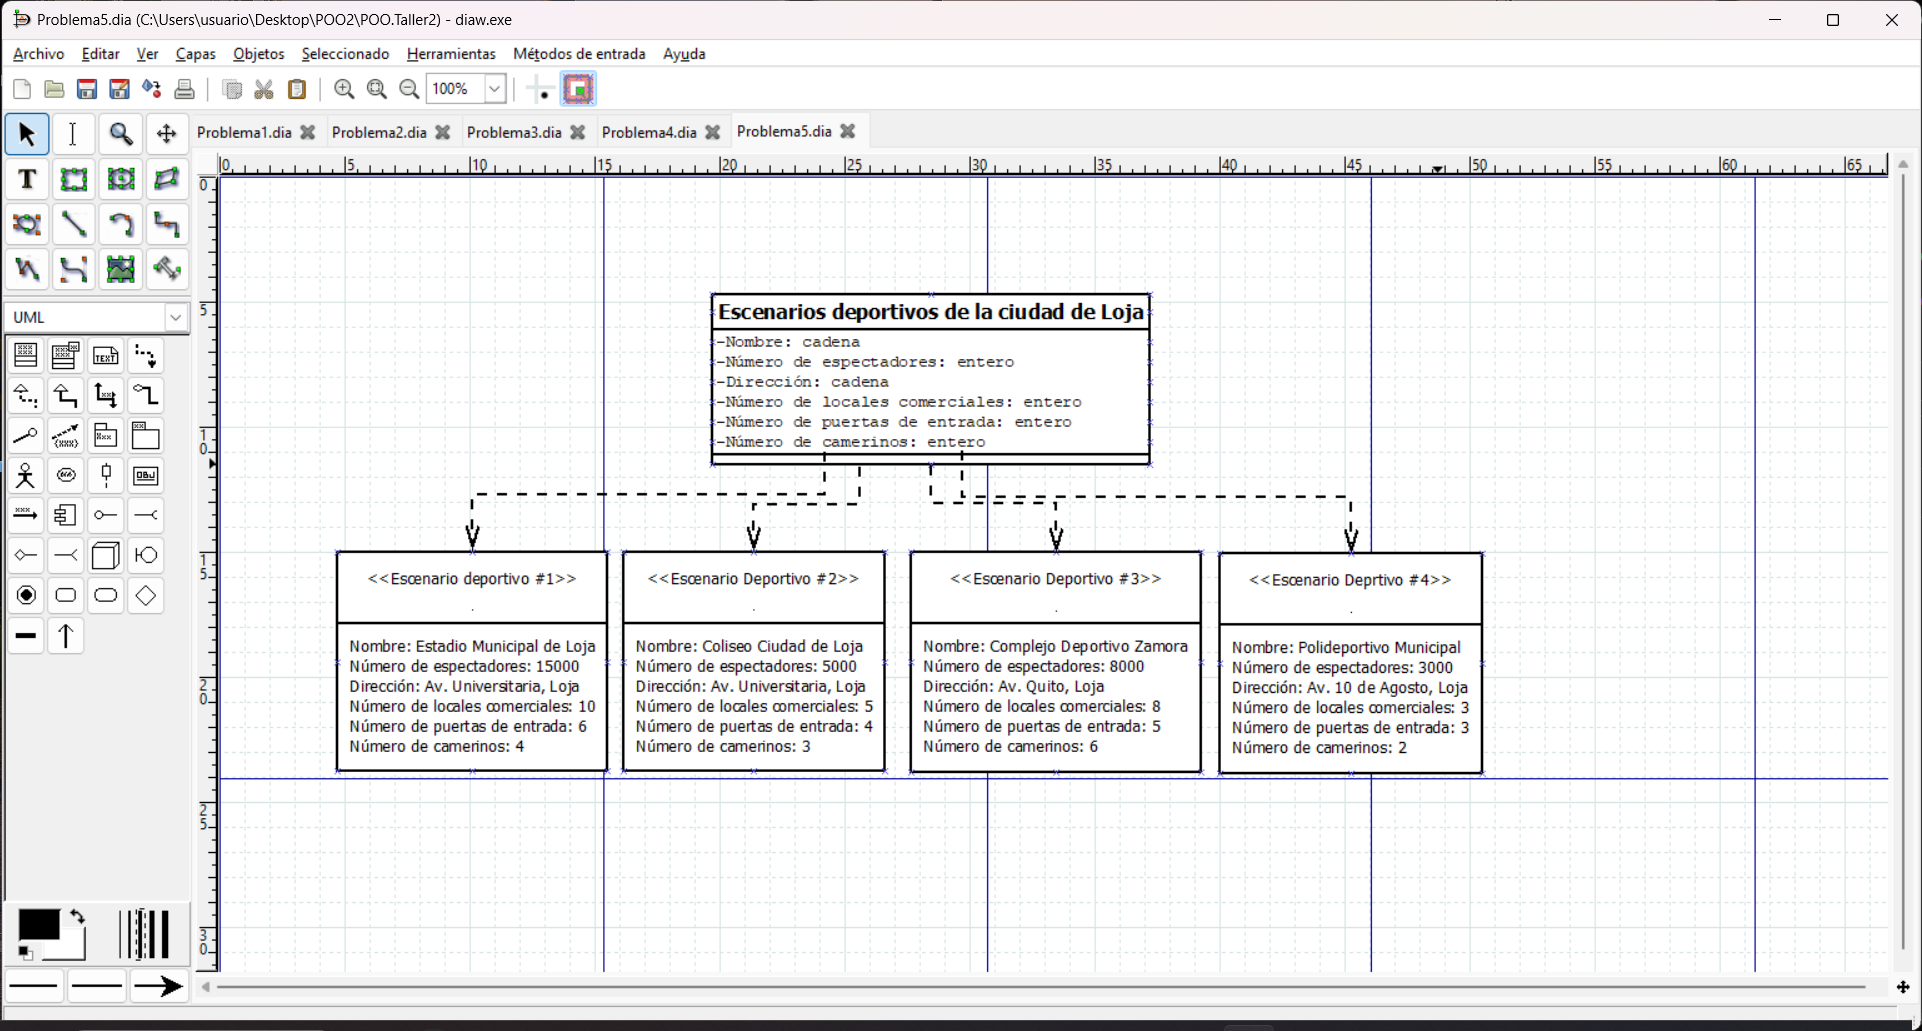 Problema5.dia (C:\Users\usuario\Desktop\POO2\POO.Taller2) - diaw.exe
Archivo Editar Ver Capas Objetos Seleccionado Herramientas Métodos de entrada Ayuda
100%
Problema1.dia Problema2.dia Problema3.dia Problema4.dia Problema5.dia
0 5 10 15 20 25 30 35 40 45 50 55 60 65
T
UML
0
5
10
15
20
25
30
Escenarios deportivos de la ciudad de Loja
-Nombre: cadena
-Número de espectadores: entero
-Dirección: cadena
-Número de locales comerciales: entero
-Número de puertas de entrada: entero
-Número de camerinos: entero
<<Escenario deportivo #1>>
.
Nombre: Estadio Municipal de Loja
Número de espectadores: 15000
Dirección: Av. Universitaria, Loja
Número de locales comerciales: 10
Número de puertas de entrada: 6
Número de camerinos: 4
<<Escenario Deportivo #2>>
.
Nombre: Coliseo Ciudad de Loja
Número de espectadores: 5000
Dirección: Av. Universitaria, Loja
Número de locales comerciales: 5
Número de puertas de entrada: 4
Número de camerinos: 3
<<Escenario Deportivo #3>>
.
Nombre: Complejo Deportivo Zamora
Número de espectadores: 8000
Dirección: Av. Quito, Loja
Número de locales comerciales: 8
Número de puertas de entrada: 5
Número de camerinos: 6
<<Escenario Deprtivo #4>>
.
Nombre: Polideportivo Municipal
Número de espectadores: 3000
Dirección: Av. 10 de Agosto, Loja
Número de locales comerciales: 3
Número de puertas de entrada: 3
Número de camerinos: 2